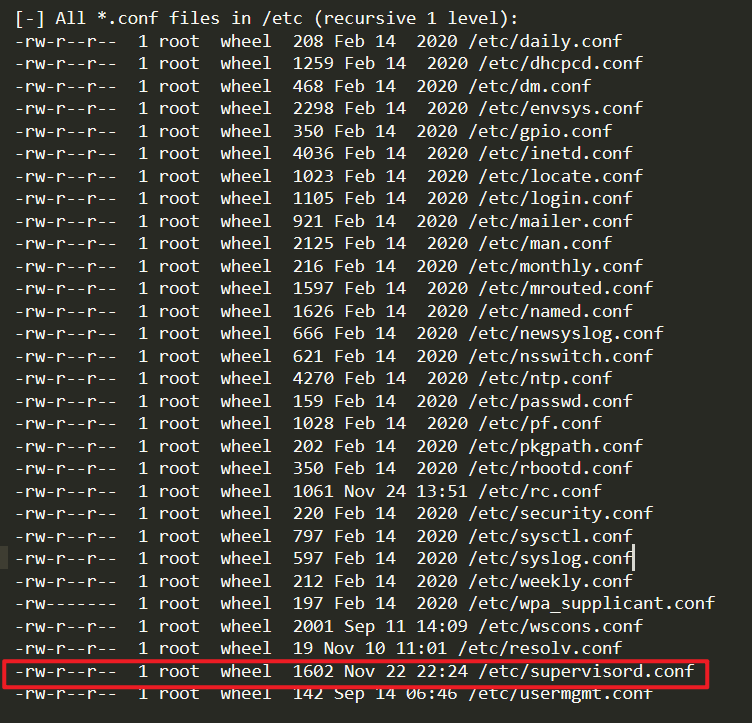 [-] All *.conf files in /etc (recursive 1 level):
-rw-r--r--  1 root  wheel  208 Feb 14  2020 /etc/daily.conf
-rw-r--r--  1 root  wheel  1259 Feb 14  2020 /etc/dhcpcd.conf
-rw-r--r--  1 root  wheel  468 Feb 14  2020 /etc/dm.conf
-rw-r--r--  1 root  wheel  2298 Feb 14  2020 /etc/envsys.conf
-rw-r--r--  1 root  wheel  350 Feb 14  2020 /etc/gpio.conf
-rw-r--r--  1 root  wheel  4036 Feb 14  2020 /etc/inetd.conf
-rw-r--r--  1 root  wheel  1023 Feb 14  2020 /etc/locate.conf
-rw-r--r--  1 root  wheel  1105 Feb 14  2020 /etc/login.conf
-rw-r--r--  1 root  wheel  921 Feb 14  2020 /etc/mailer.conf
-rw-r--r--  1 root  wheel  2125 Feb 14  2020 /etc/man.conf
-rw-r--r--  1 root  wheel  216 Feb 14  2020 /etc/monthly.conf
-rw-r--r--  1 root  wheel  1597 Feb 14  2020 /etc/mrouted.conf
-rw-r--r--  1 root  wheel  1626 Feb 14  2020 /etc/named.conf
-rw-r--r--  1 root  wheel  666 Feb 14  2020 /etc/newsyslog.conf
-rw-r--r--  1 root  wheel  621 Feb 14  2020 /etc/nsswitch.conf
-rw-r--r--  1 root  wheel  4270 Feb 14  2020 /etc/ntp.conf
-rw-r--r--  1 root  wheel  159 Feb 14  2020 /etc/passwd.conf
-rw-r--r--  1 root  wheel  1028 Feb 14  2020 /etc/pf.conf
-rw-r--r--  1 root  wheel  202 Feb 14  2020 /etc/pkgpath.conf
-rw-r--r--  1 root  wheel  350 Feb 14  2020 /etc/rbootd.conf
-rw-r--r--  1 root  wheel  1061 Nov 24 13:51 /etc/rc.conf
-rw-r--r--  1 root  wheel  220 Feb 14  2020 /etc/security.conf
-rw-r--r--  1 root  wheel  797 Feb 14  2020 /etc/sysctl.conf
-rw-r--r--  1 root  wheel  597 Feb 14  2020 /etc/syslog.conf
-rw-r--r--  1 root  wheel  212 Feb 14  2020 /etc/weekly.conf
-rw-------  1 root  wheel  197 Feb 14  2020 /etc/wpa_supplicant.conf
-rw-r--r--  1 root  wheel  2001 Sep 11 14:09 /etc/wscons.conf
-rw-r--r--  1 root  wheel  19 Nov 10 11:01 /etc/resolv.conf
-rw-r--r--  1 root  wheel  1602 Nov 22 22:24 /etc/supervisord.conf
-rw-r--r--  1 root  wheel  142 Sep 14 06:46 /etc/usermgmt.conf